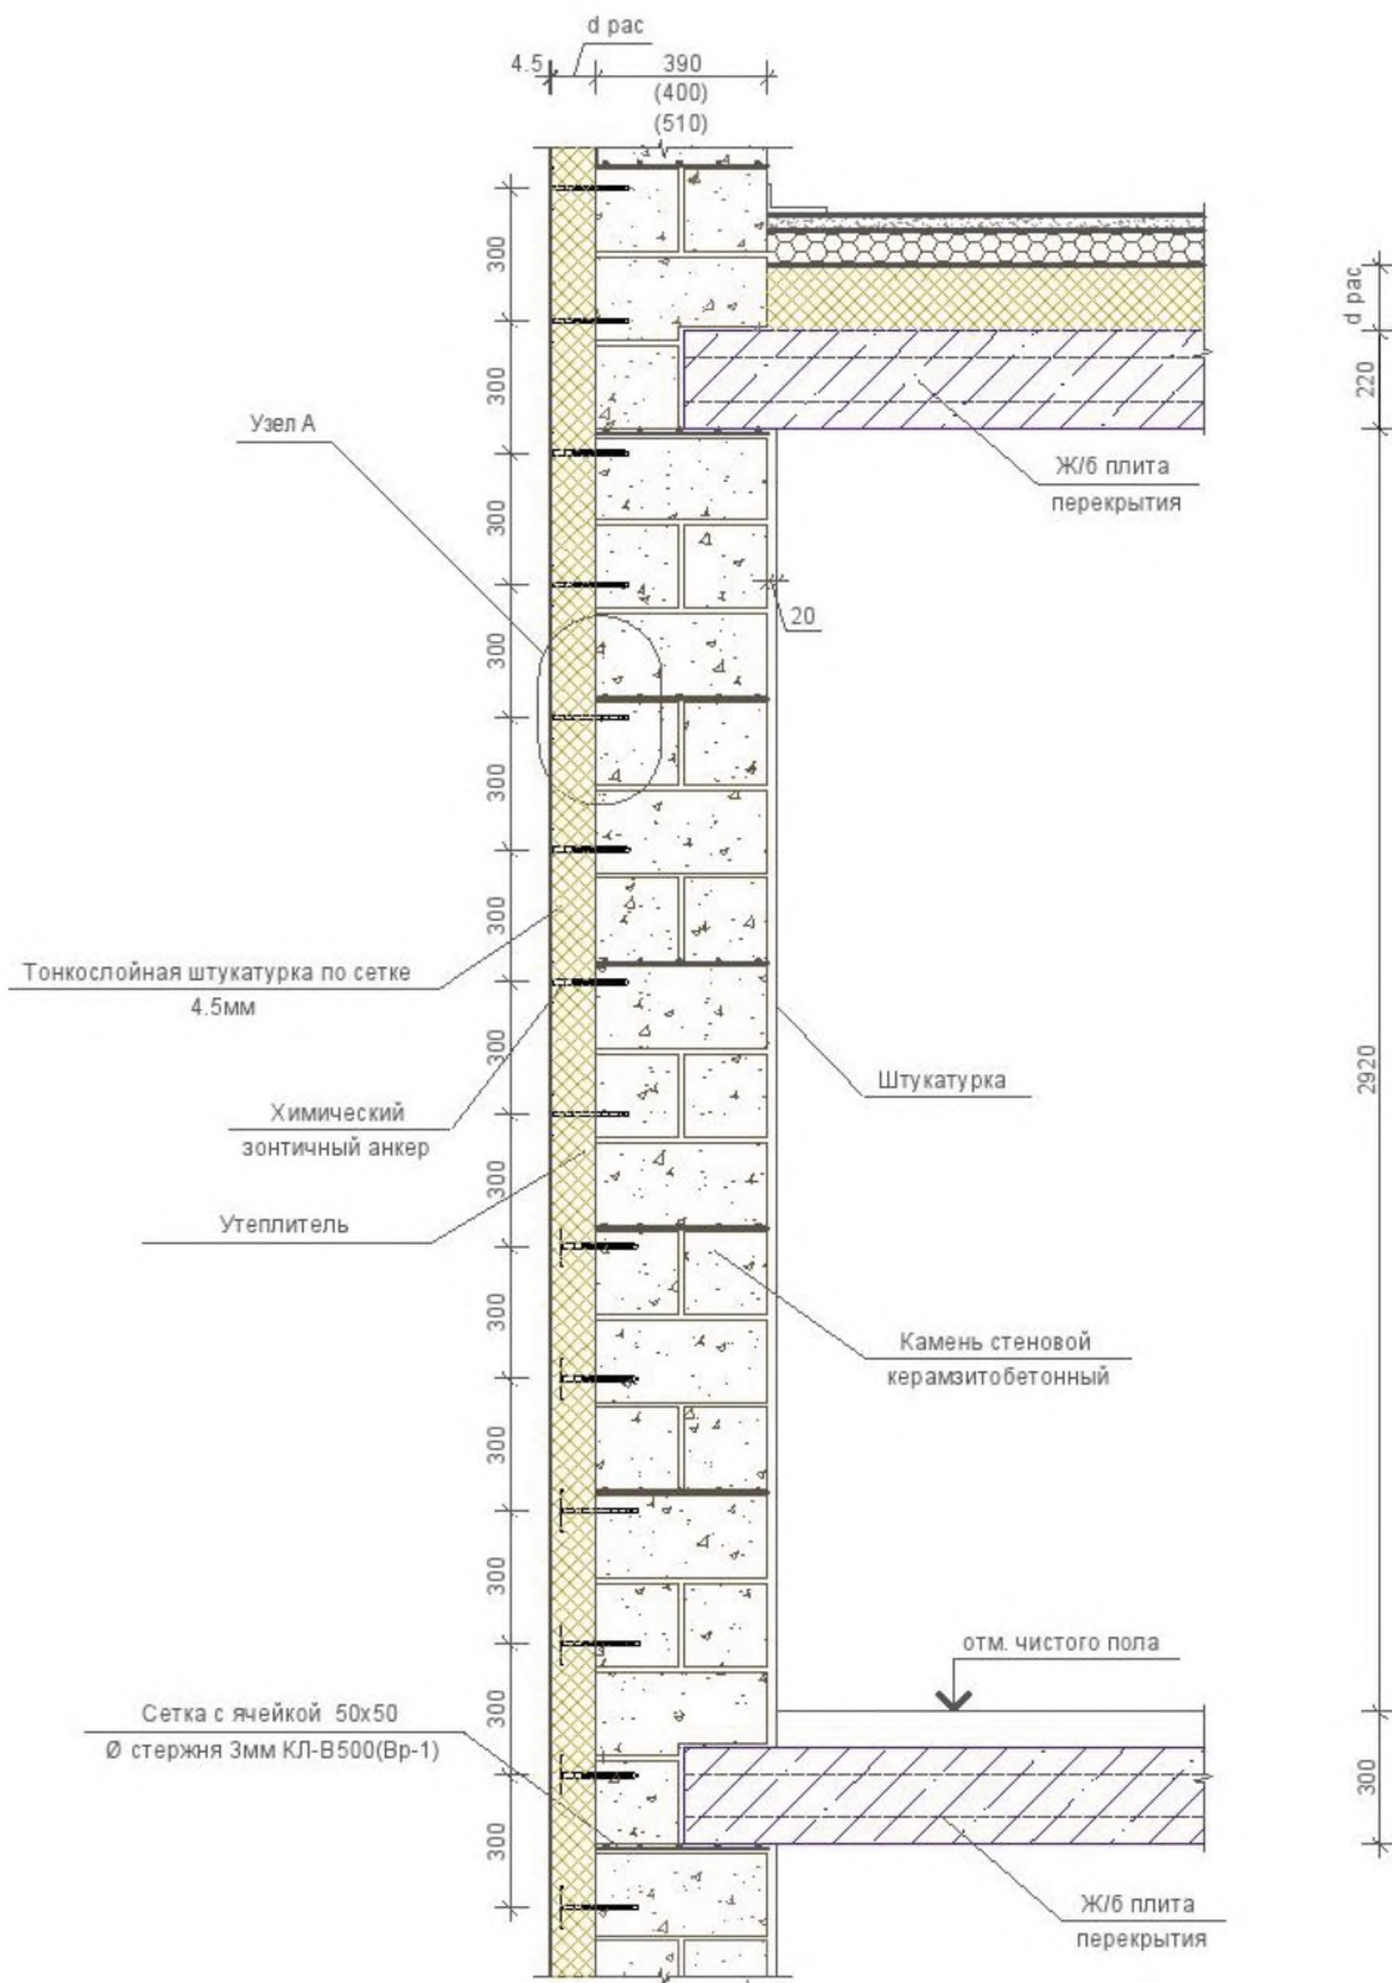 d рас
4.5
390
(400)
(510)
300
d рас
300
220
Узел А
Ж/б плита
перекрытия
300
20
300
300
300
Тонкослойная штукатурка по сетке
4.5мм
300
Штукатурка
2920
Химический
зонтичный анкер
300
Утеплитель
300
Камень стеновой
керамзитобетонный
300
300
отм. чистого пола
Сетка с ячейкой 50х50
Ø стержня 3мм КЛ-В500(Вр-1)
300
300
300
Ж/б плита
перекрытия